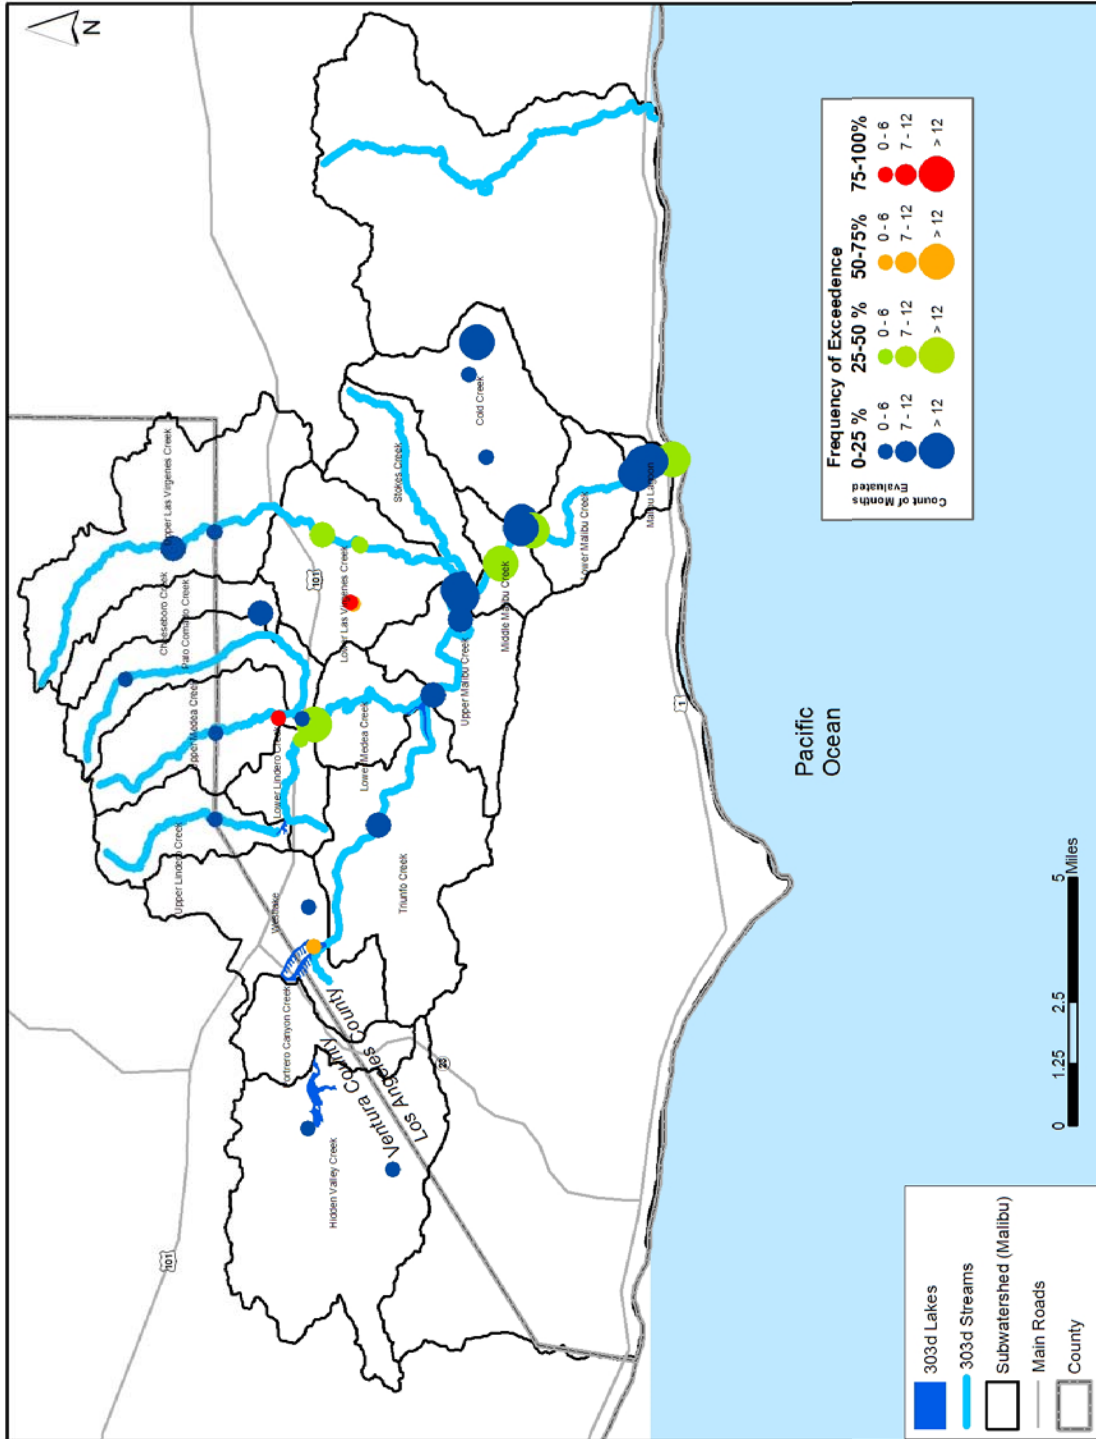 N
Upper Las Virgenes Creek
Cheeseboro Creek
Palo Comado Creek
Upper Medea Creek
Upper Lindero Creek
Lower Lindero Creek
Lower Medea Creek
Lower Las Virgenes Creek
Stokes Creek
Cold Creek
Upper Malibu Creek
Middle Malibu Creek
Lower Malibu Creek
Malibu Lagoon
Triunfo Creek
Westlake
Portrero Canyon Creek
Hidden Valley Creek
Ventura County
Los Angeles County
101
101
23
1
Pacific
Ocean
Frequency of Exceedence
Count of Months
Evaluated
0-25 % 25-50 % 50-75% 75-100%
0 - 6 0 - 6 0 - 6 0 - 6
7 - 12 7 - 12 7 - 12 7 - 12
> 12 > 12 > 12 > 12
0 1.25 2.5 5
Miles
303d Lakes
303d Streams
Subwatershed (Malibu)
Main Roads
County